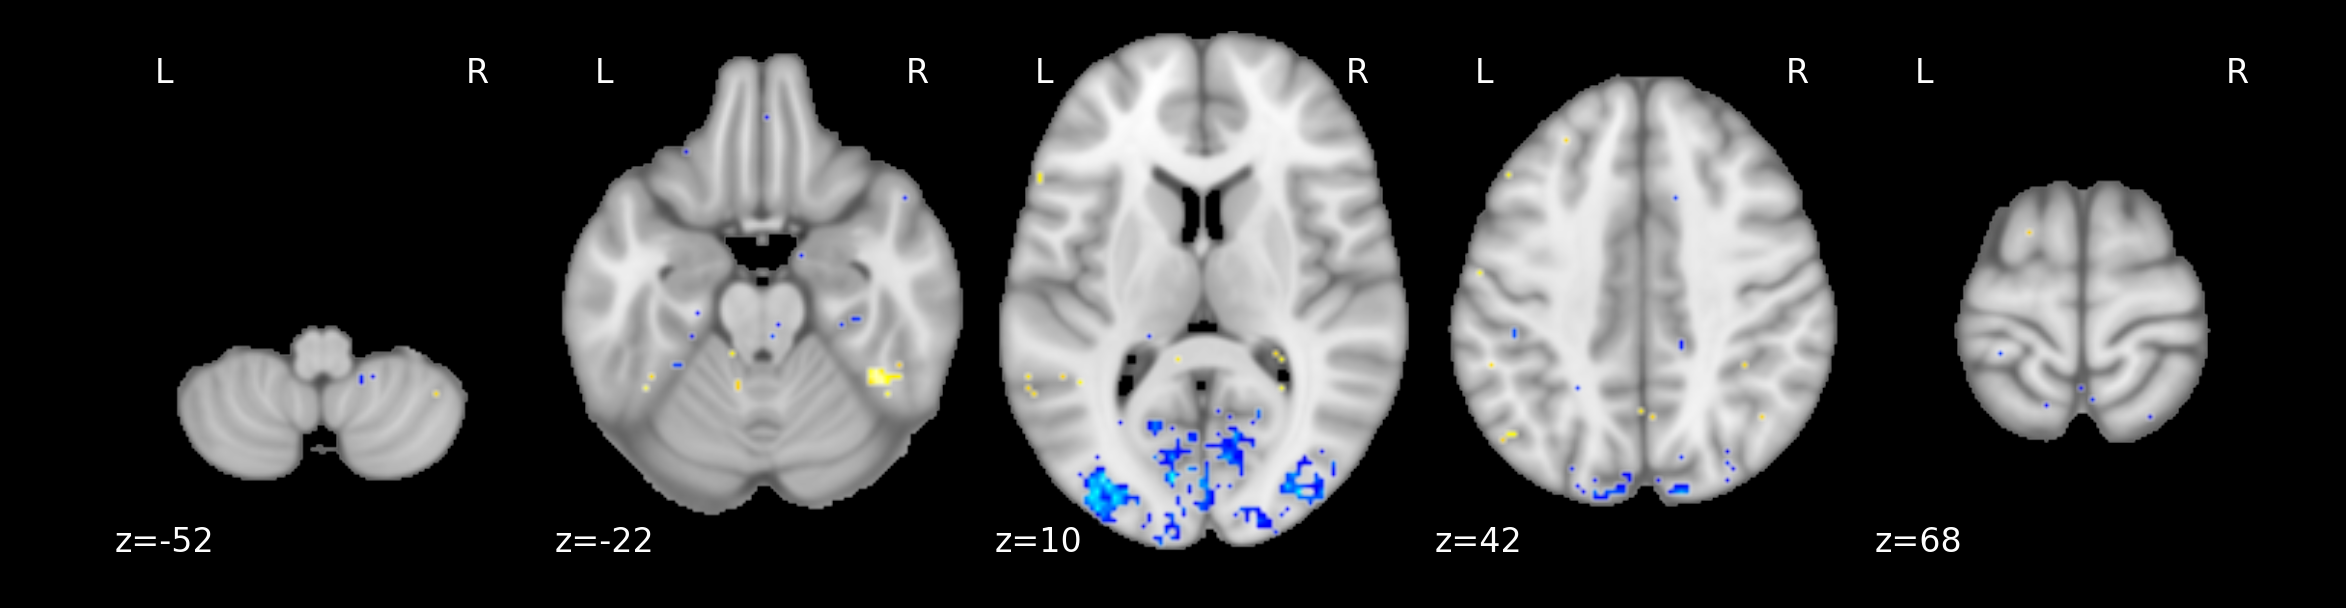 L R L R L R L R L R
z=-52 z=-22 z=10 z=42 z=68